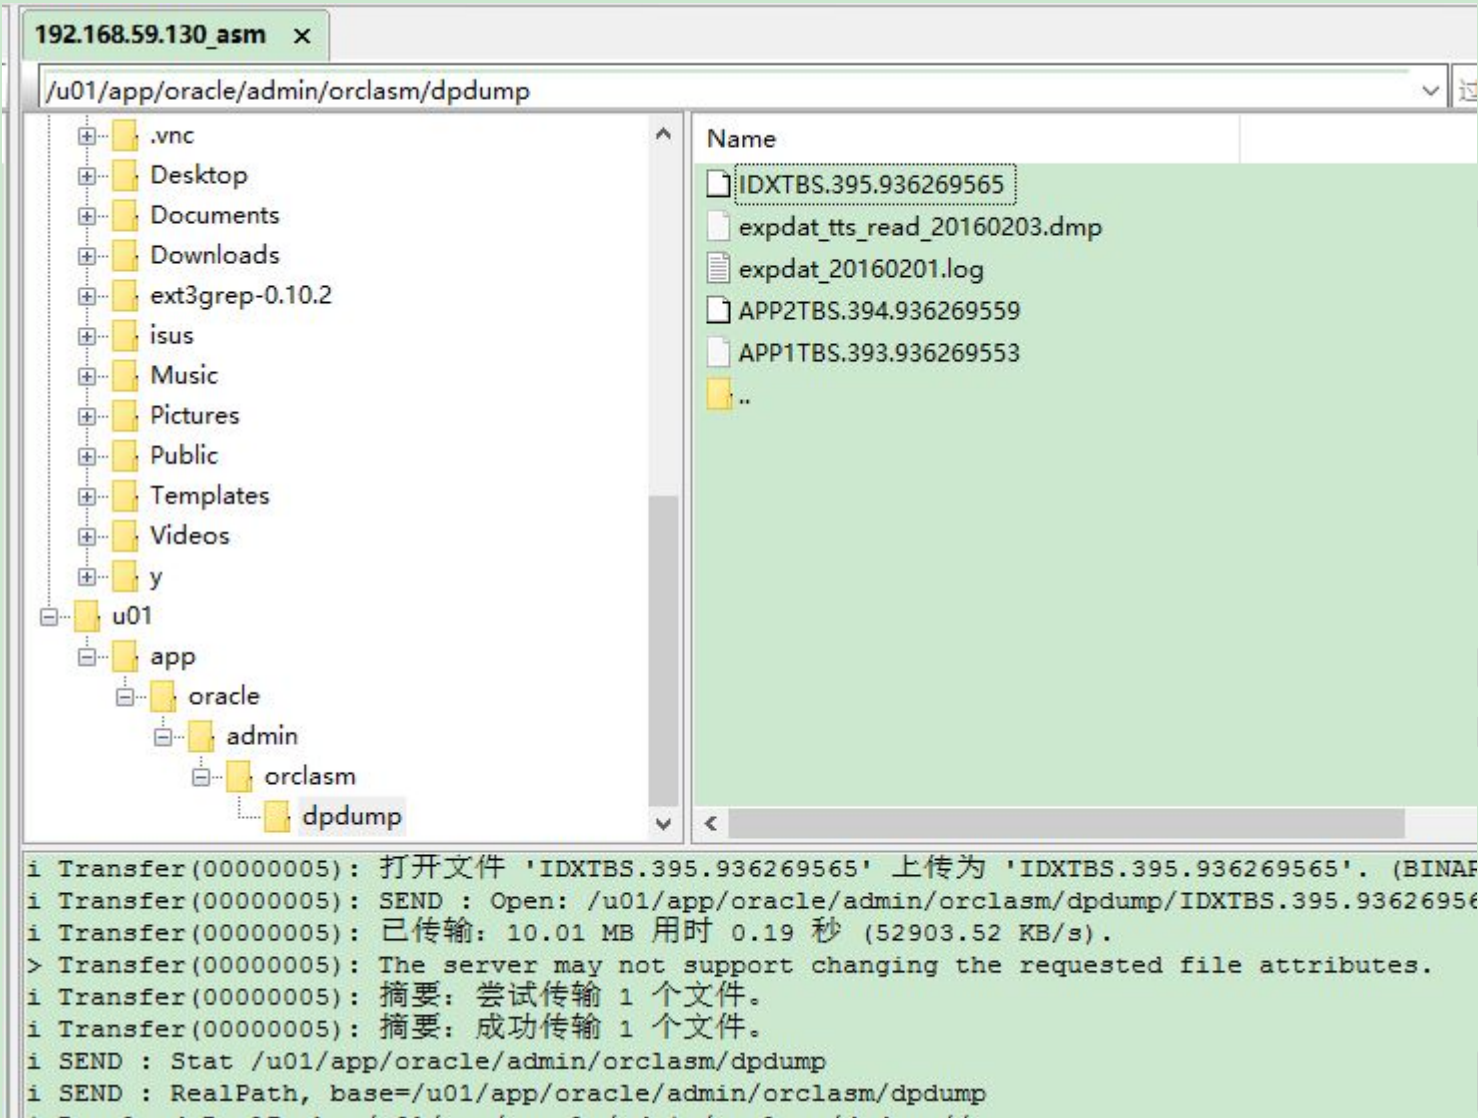 192.168.59.130_asm ×
/u01/app/oracle/admin/orclasm/dpdump
.vnc
Desktop
Documents
Downloads
ext3grep-0.10.2
isus
Music
Pictures
Public
Templates
Videos
y
u01
app
oracle
admin
orclasm
dpdump
Name
IDXTBS.395.936269565
expdat_tts_read_20160203.dmp
expdat_20160201.log
APP2TBS.394.936269559
APP1TBS.393.936269553
..
i Transfer(00000005): 打开文件 'IDXTBS.395.936269565' 上传为 'IDXTBS.395.936269565'. (BINAR
i Transfer(00000005): SEND : Open: /u01/app/oracle/admin/orclasm/dpdump/IDXTBS.395.93626956
i Transfer(00000005): 已传输: 10.01 MB 用时 0.19 秒 (52903.52 KB/s).
> Transfer(00000005): The server may not support changing the requested file attributes.
i Transfer(00000005): 摘要: 尝试传输 1 个文件。
i Transfer(00000005): 摘要: 成功传输 1 个文件。
i SEND : Stat /u01/app/oracle/admin/orclasm/dpdump
i SEND : RealPath, base=/u01/app/oracle/admin/orclasm/dpdump